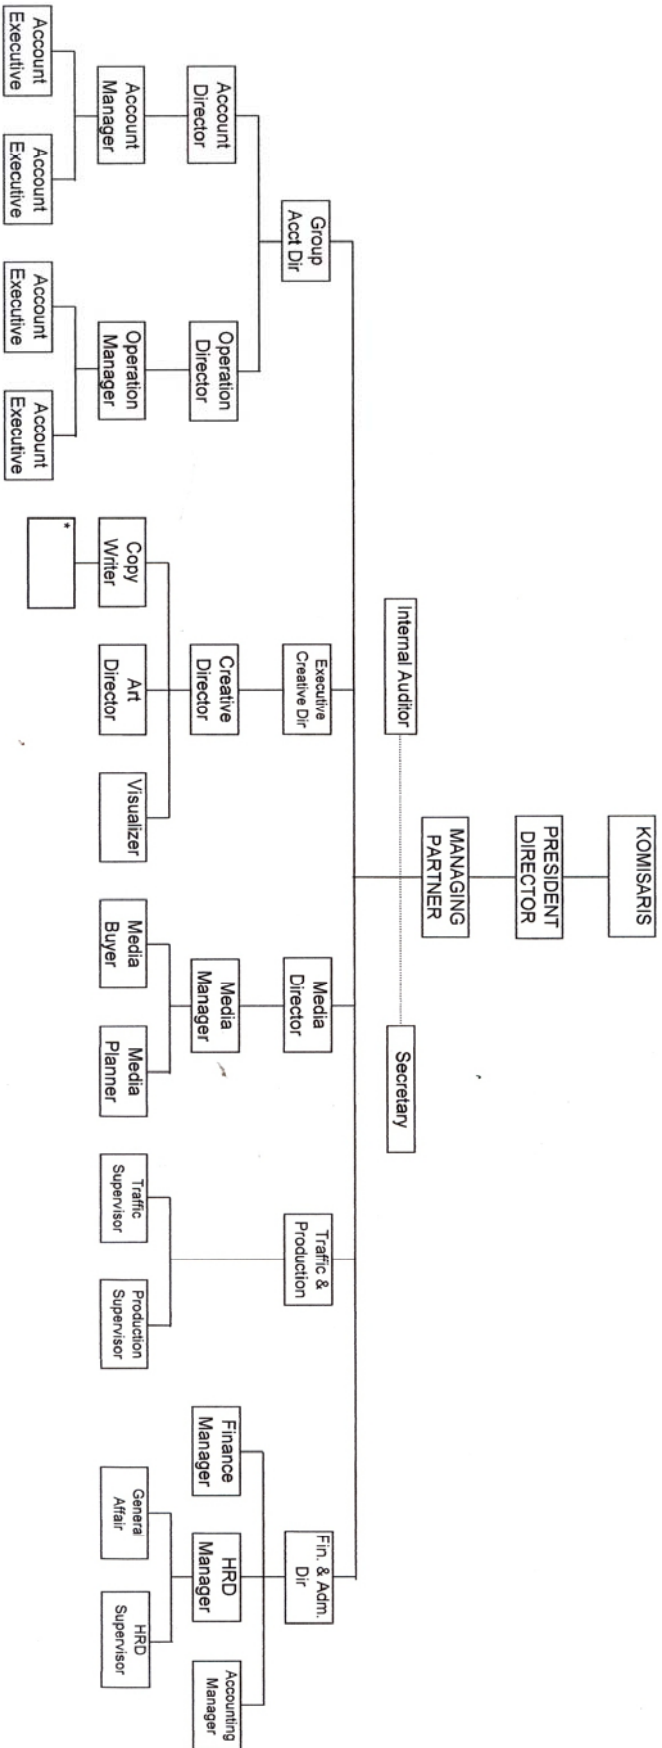 KOMISARIS
PRESIDENT
DIRECTOR
MANAGING
PARTNER
Internal Auditor
Secretary
Group
Acct Dir
Executive
Creative Dir
Media
Director
Traffic &
Production
Fin. & Adm.
Dir
Account
Director
Operation
Director
Creative
Director
Media
Manager
Finance
Manager
HRD
Manager
Accounting
Manager
Account
Manager
Operation
Manager
Copy
Writer
Art
Director
Visualizer
Media
Buyer
Media
Planner
Traffic
Supervisor
Production
Supervisor
General
Affair
HRD
Supervisor
Account
Executive
Account
Executive
Account
Executive
Account
Executive
*